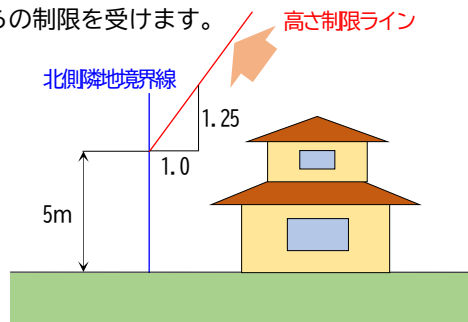 らの制限を受けます。
高さ制限ライン
北側隣地境界線
1.25
1.0
5m